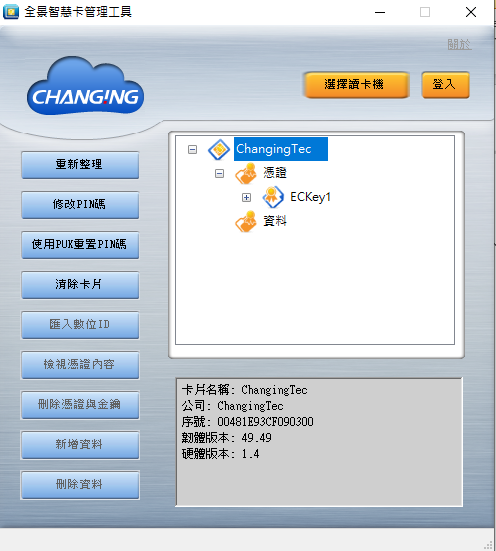 全景智慧卡管理工具
關於
CHANGING
選擇讀卡機
登入
重新整理
修改PIN碼
使用PUK重置PIN碼
清除卡片
匯入數位ID
檢視憑證內容
刪除憑證與金鑰
新增資料
刪除資料
ChangingTec
憑證
ECKey1
資料
卡片名稱: ChangingTec
公司: ChangingTec
序號: 00481E93CF090300
韌體版本: 49.49
硬體版本: 1.4